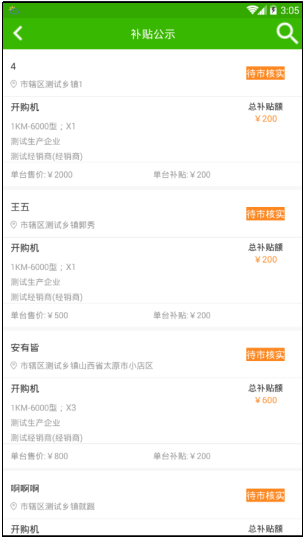 3:05
补贴公示
4
待市核实
市辖区测试乡镇1
开购机
总补贴额
¥200
1KM-6000型；X1
测试生产企业
测试经销商(经销商)
单台售价:¥2000 单台补贴:¥200
王五
待市核实
市辖区测试乡镇郭秀
开购机
总补贴额
¥200
1KM-6000型；X1
测试生产企业
测试经销商(经销商)
单台售价:¥500 单台补贴:¥200
安有皆
待市核实
市辖区测试乡镇山西省太原市小店区
开购机
总补贴额
¥600
1KM-6000型；X3
测试生产企业
测试经销商(经销商)
单台售价:¥800 单台补贴:¥200
啊啊啊
待市核实
市辖区测试乡镇就蹦
开购机
总补贴额